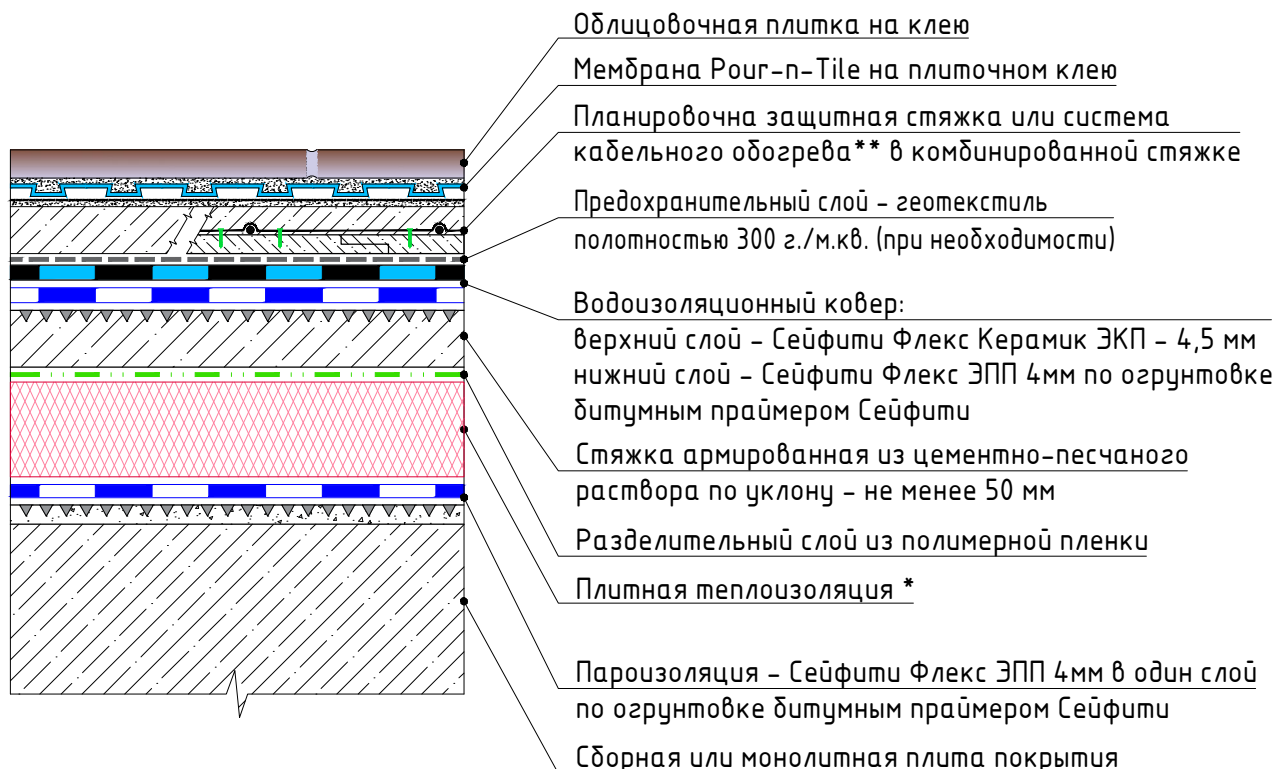 Облицовочная плитка на клею
Мембрана Pour-n-Tile на плиточном клею
Планировочна защитная стяжка или система
кабельного обогрева** в комбинированной стяжке
Предохранительный слой - геотекстиль
полотностью 300 г./м.кв. (при необходимости)
Водоизоляционный ковер:
верхний слой - Сейфити Флекс Керамик ЭКП - 4,5 мм
нижний слой - Сейфити Флекс ЭПП 4мм по огрунтовке
битумным праймером Сейфити
Стяжка армированная из цементно-песчаного
раствора по уклону - не менее 50 мм
Разделительный слой из полимерной пленки
Плитная теплоизоляция *
Пароизоляция - Сейфити Флекс ЭПП 4мм в один слой
по огрунтовке битумным праймером Сейфити
Сборная или монолитная плита покрытия